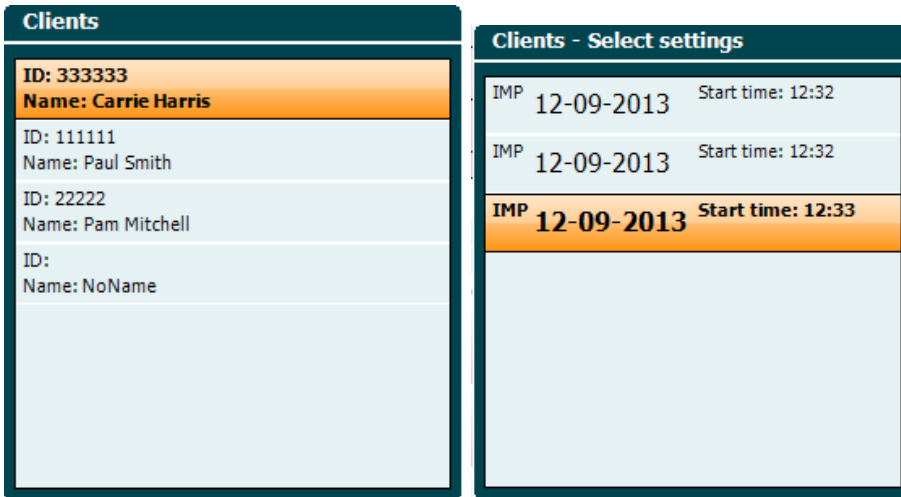 Clients
ID: 333333
Name: Carrie Harris
ID: 111111
Name: Paul Smith
ID: 22222
Name: Pam Mitchell
ID:
Name: NoName
Clients - Select settings
IMP 12-09-2013 Start time: 12:32
IMP 12-09-2013 Start time: 12:32
IMP 12-09-2013 Start time: 12:33